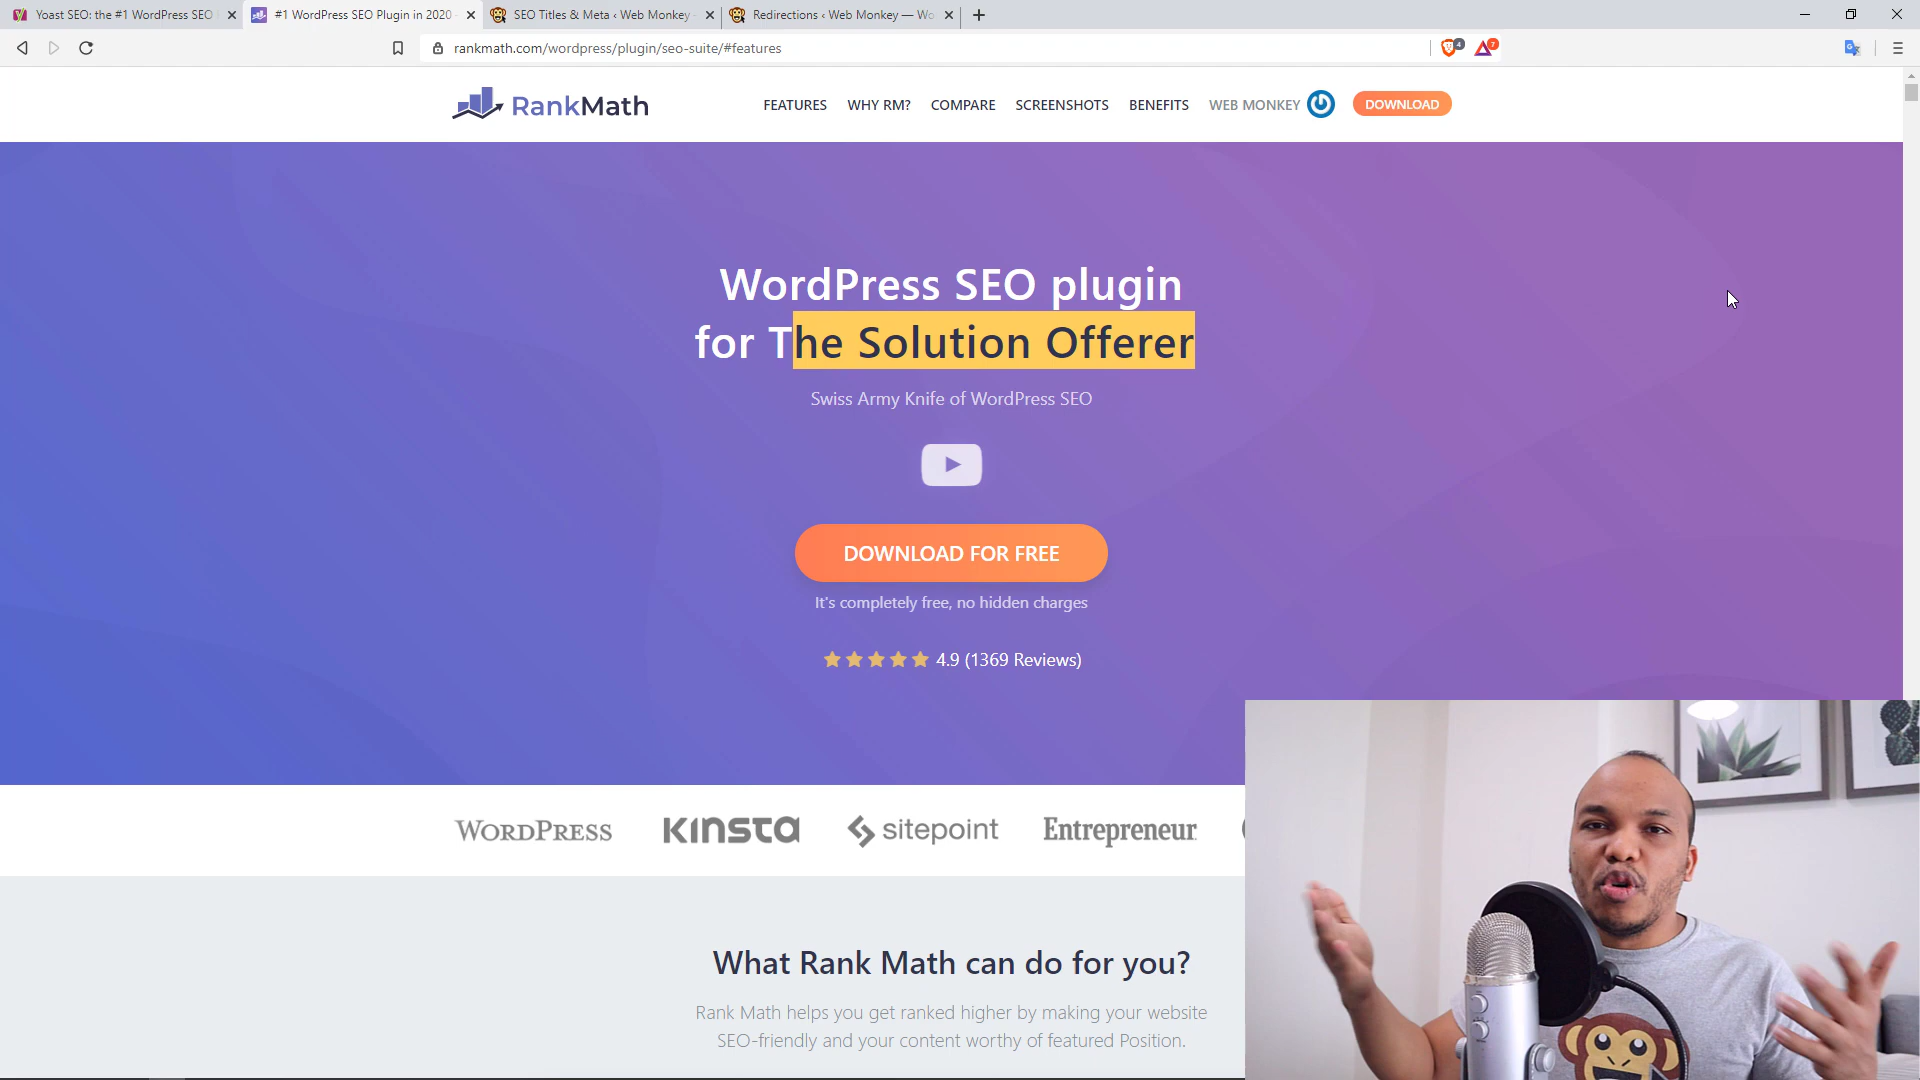 Yoast SEO: the #1 WordPress SEO
#1 WordPress SEO Plugin in 2020 -
SEO Titles & Meta ‹ Web Monkey
Redirections ‹ Web Monkey — Wo
rankmath.com/wordpress/plugin/seo-suite/#features
4
7
RankMath
FEATURES
WHY RM?
COMPARE
SCREENSHOTS
BENEFITS
WEB MONKEY
DOWNLOAD
WordPress SEO plugin
for The Solution Offerer
Swiss Army Knife of WordPress SEO
DOWNLOAD FOR FREE
It's completely free, no hidden charges
4.9 (1369 Reviews)
WORDPRESS
KINSTA
sitepoint
Entrepreneur
What Rank Math can do for you?
Rank Math helps you get ranked higher by making your website
SEO-friendly and your content worthy of featured Position.